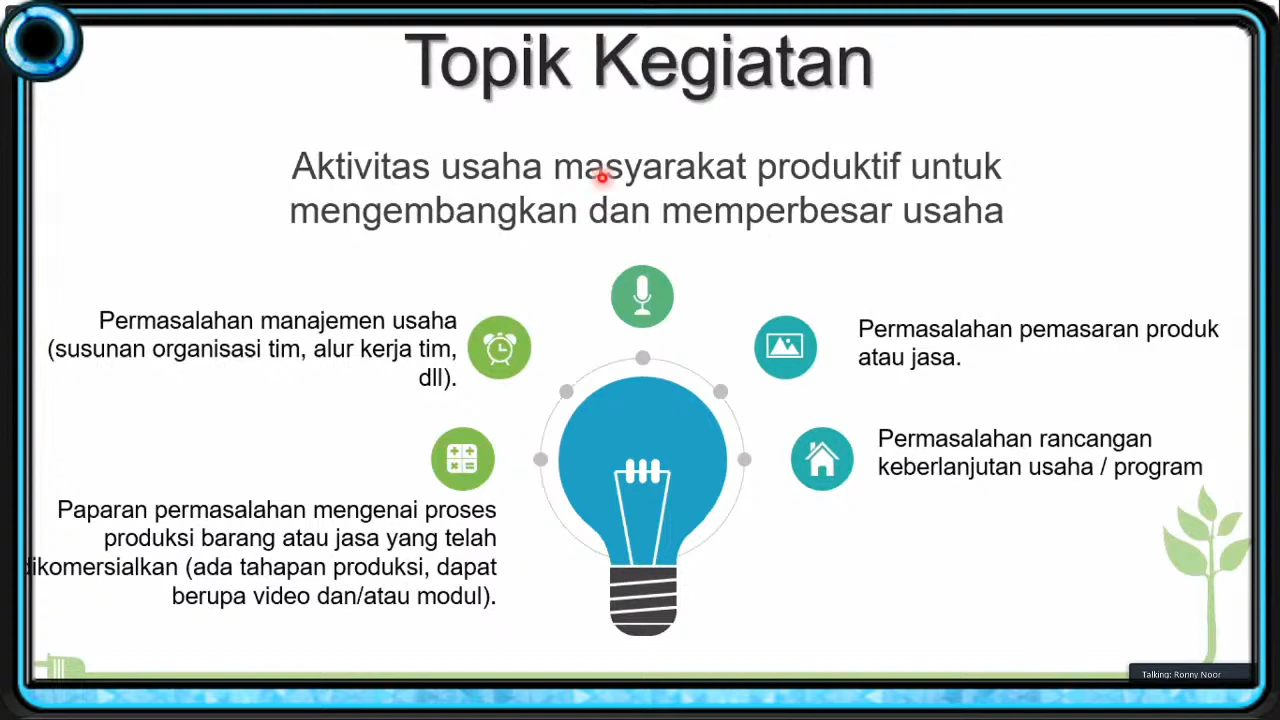 Topik Kegiatan
Aktivitas usaha masyarakat produktif untuk
mengembangkan dan memperbesar usaha
Permasalahan manajemen usaha
(susunan organisasi tim, alur kerja tim,
dll).
Paparan permasalahan mengenai proses
produksi barang atau jasa yang telah
dikomersialkan (ada tahapan produksi, dapat
berupa video dan/atau modul).
Permasalahan pemasaran produk
atau jasa.
Permasalahan rancangan
keberlanjutan usaha / program
Talking: Ronny Noor